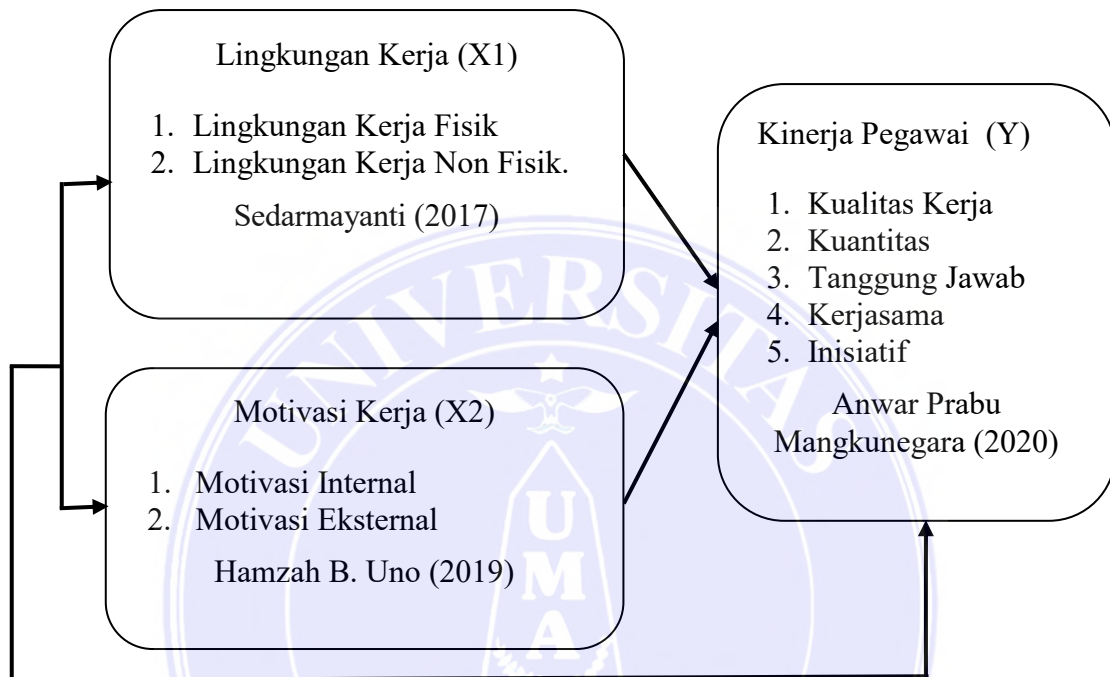 Lingkungan Kerja (X1)
1. Lingkungan Kerja Fisik
2. Lingkungan Kerja Non Fisik.
Sedarmayanti (2017)
Motivasi Kerja (X2)
1. Motivasi Internal
2. Motivasi Eksternal
Hamzah B. Uno (2019)
Kinerja Pegawai (Y)
1. Kualitas Kerja
2. Kuantitas
3. Tanggung Jawab
4. Kerjasama
5. Inisiatif
Anwar Prabu
Mangkunegara (2020)
UNIVERSITAS
UMA